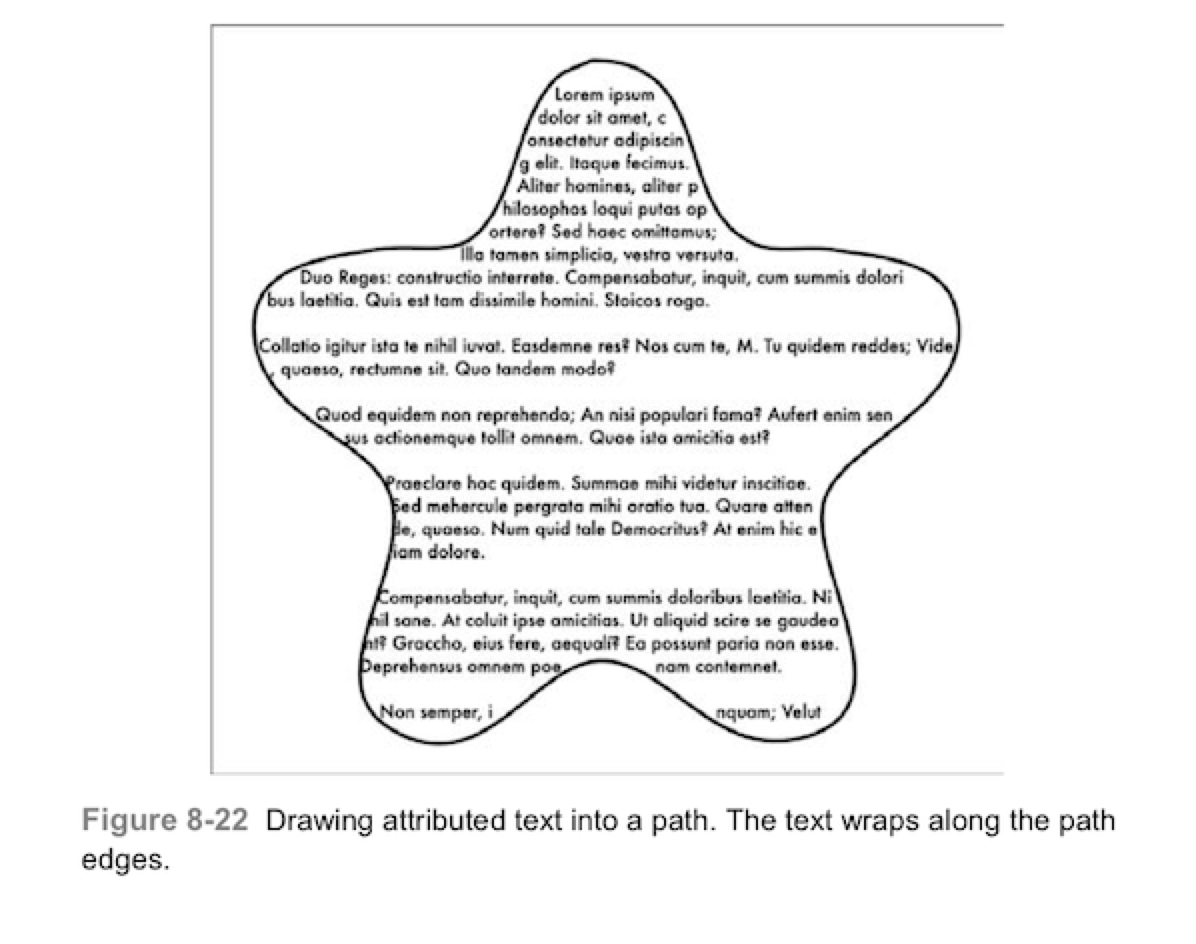 Lorem ipsum
dolor sit amet, c
onsectetur adipiscin
g elit. Itaque fecimus.
Aliter homines, aliter p
hilosophos loqui putas op
ortere? Sed haec omittamus;
Illa tamen simplicia, vestra versuta.
Duo Reges: constructio interrete. Compensabatur, inquit, cum summis dolori
bus laetitia. Quis est tam dissimile homini. Stoicos roga.
Collatio igitur ista te nihil iuvat. Easdemne res? Nos cum te, M. Tu quidem reddes; Vide
, quaeso, rectumne sit. Quo tandem modo?
Quod equidem non reprehendo; An nisi populari fama? Aufert enim sen
sus actionemque tollit omnem. Quae ista amicitia est?
Praeclare hoc quidem. Summae mihi videtur inscitiae.
Sed mehercule pergrata mihi oratio tua. Quare atten
de, quaeso. Num quid tale Democritus? At enim hic e
iam dolore.
Compensabatur, inquit, cum summis doloribus laetitia. Ni
hil sane. At coluit ipse amicitias. Ut aliquid scire se gaudea
nt? Graccho, eius fere, aequalí? Ea possunt paria non esse.
Deprehensus omnem poe nam contemnet.
Non semper, i nquam; Velut
Figure 8-22 Drawing attributed text into a path. The text wraps along the path
edges.